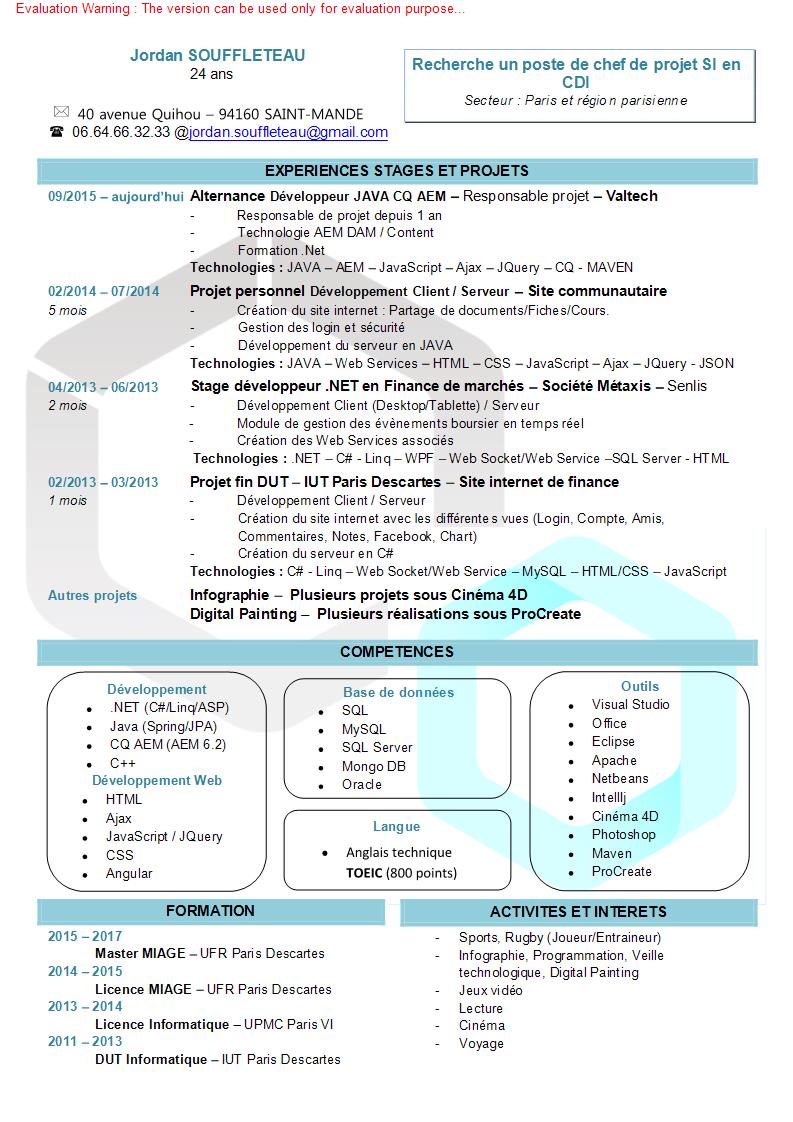 Evaluation Warning : The version can be used only for evaluation purpose...
Jordan SOUFFLETEAU
24 ans
40 avenue Quihou – 94160 SAINT-MANDE
06.64.66.32.33 @jordan.souffleteau@gmail.com
Recherche un poste de chef de projet SI en
CDI
Secteur : Paris et région parisienne
EXPERIENCES STAGES ET PROJETS
09/2015 – aujourd'hui Alternance Développeur JAVA CQ AEM – Responsable projet – Valtech
- Responsable de projet depuis 1 an
- Technologie AEM DAM / Content
- Formation .Net
Technologies : JAVA – AEM – JavaScript – Ajax – JQuery – CQ - MAVEN
02/2014 – 07/2014 Projet personnel Développement Client / Serveur – Site communautaire
5 mois - Création du site internet : Partage de documents/Fiches/Cours.
- Gestion des login et sécurité
- Développement du serveur en JAVA
Technologies : JAVA – Web Services – HTML – CSS – JavaScript – Ajax – JQuery - JSON
04/2013 – 06/2013 Stage développeur .NET en Finance de marchés – Société Métaxis – Senlis
2 mois - Développement Client (Desktop/Tablette) / Serveur
- Module de gestion des évènements boursier en temps réel
- Création des Web Services associés
Technologies : .NET – C# - Linq – WPF – Web Socket/Web Service –SQL Server - HTML
02/2013 – 03/2013 Projet fin DUT – IUT Paris Descartes – Site internet de finance
1 mois - Développement Client / Serveur
- Création du site internet avec les différentes vues (Login, Compte, Amis,
Commentaires, Notes, Facebook, Chart)
- Création du serveur en C#
Technologies : C# - Linq – Web Socket/Web Service – MySQL – HTML/CSS – JavaScript
Autres projets Infographie – Plusieurs projets sous Cinéma 4D
Digital Painting – Plusieurs réalisations sous ProCreate
COMPETENCES
Développement
• .NET (C#/Linq/ASP)
• Java (Spring/JPA)
• CQ AEM (AEM 6.2)
• C++
Développement Web
• HTML
• Ajax
• JavaScript / JQuery
• CSS
• Angular
Base de données
• SQL
• MySQL
• SQL Server
• Mongo DB
• Oracle
Langue
• Anglais technique
TOEIC (800 points)
Outils
• Visual Studio
• Office
• Eclipse
• Apache
• Netbeans
• Intelllj
• Cinéma 4D
• Photoshop
• Maven
• ProCreate
FORMATION
2015 – 2017
Master MIAGE – UFR Paris Descartes
2014 – 2015
Licence MIAGE – UFR Paris Descartes
2013 – 2014
Licence Informatique – UPMC Paris VI
2011 – 2013
DUT Informatique – IUT Paris Descartes
ACTIVITES ET INTERETS
- Sports, Rugby (Joueur/Entraineur)
- Infographie, Programmation, Veille
technologique, Digital Painting
- Jeux vidéo
- Lecture
- Cinéma
- Voyage